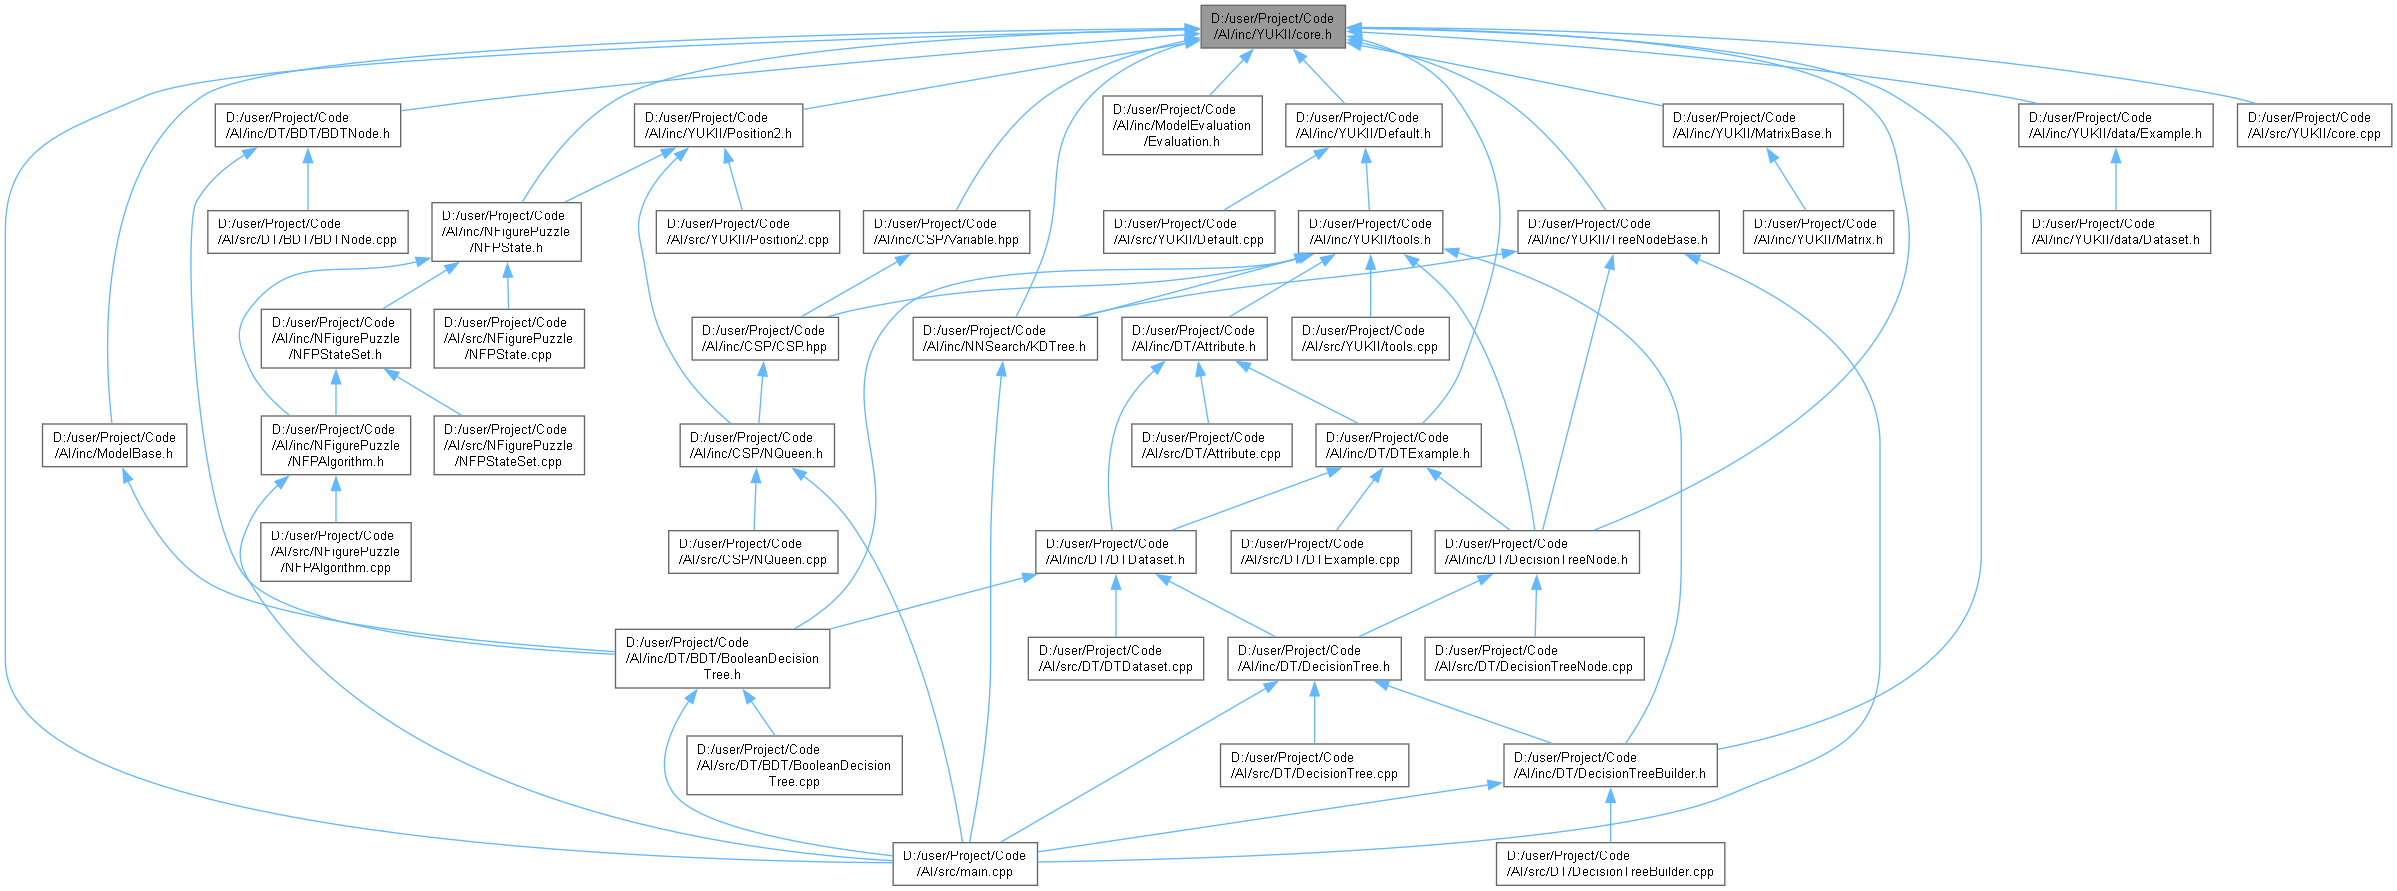 D:/user/Project/Code
/AI/inc/YUKII/core.h
D:/user/Project/Code
/AI/inc/DT/BDT/BDTNode.h
D:/user/Project/Code
/AI/inc/YUKII/Position2.h
D:/user/Project/Code
/AI/inc/ModelEvaluation
/Evaluation.h
D:/user/Project/Code
/AI/inc/YUKII/Default.h
D:/user/Project/Code
/AI/inc/YUKII/MatrixBase.h
D:/user/Project/Code
/AI/inc/YUKII/data/Example.h
D:/user/Project/Code
/AI/src/YUKII/core.cpp
D:/user/Project/Code
/AI/src/DT/BDT/BDTNode.cpp
D:/user/Project/Code
/AI/inc/NFigurePuzzle
/NFPState.h
D:/user/Project/Code
/AI/src/YUKII/Position2.cpp
D:/user/Project/Code
/AI/inc/CSP/Variable.hpp
D:/user/Project/Code
/AI/src/YUKII/Default.cpp
D:/user/Project/Code
/AI/inc/YUKII/tools.h
D:/user/Project/Code
/AI/inc/YUKII/TreeNodeBase.h
D:/user/Project/Code
/AI/inc/YUKII/Matrix.h
D:/user/Project/Code
/AI/inc/YUKII/data/Dataset.h
D:/user/Project/Code
/AI/inc/NFigurePuzzle
/NFPStateSet.h
D:/user/Project/Code
/AI/src/NFigurePuzzle
/NFPState.cpp
D:/user/Project/Code
/AI/inc/CSP/CSP.hpp
D:/user/Project/Code
/AI/inc/NNSearch/KDTree.h
D:/user/Project/Code
/AI/inc/DT/Attribute.h
D:/user/Project/Code
/AI/src/YUKII/tools.cpp
D:/user/Project/Code
/AI/inc/ModelBase.h
D:/user/Project/Code
/AI/inc/NFigurePuzzle
/NFPAlgorithm.h
D:/user/Project/Code
/AI/src/NFigurePuzzle
/NFPStateSet.cpp
D:/user/Project/Code
/AI/inc/CSP/NQueen.h
D:/user/Project/Code
/AI/src/DT/Attribute.cpp
D:/user/Project/Code
/AI/inc/DT/DTExample.h
D:/user/Project/Code
/AI/src/NFigurePuzzle
/NFPAlgorithm.cpp
D:/user/Project/Code
/AI/src/CSP/NQueen.cpp
D:/user/Project/Code
/AI/inc/DT/DTDataset.h
D:/user/Project/Code
/AI/src/DT/DTExample.cpp
D:/user/Project/Code
/AI/inc/DT/DecisionTreeNode.h
D:/user/Project/Code
/AI/inc/DT/BDT/BooleanDecision
Tree.h
D:/user/Project/Code
/AI/src/DT/DTDataset.cpp
D:/user/Project/Code
/AI/inc/DT/DecisionTree.h
D:/user/Project/Code
/AI/src/DT/DecisionTreeNode.cpp
D:/user/Project/Code
/AI/src/DT/BDT/BooleanDecision
Tree.cpp
D:/user/Project/Code
/AI/src/DT/DecisionTree.cpp
D:/user/Project/Code
/AI/inc/DT/DecisionTreeBuilder.h
D:/user/Project/Code
/AI/src/main.cpp
D:/user/Project/Code
/AI/src/DT/DecisionTreeBuilder.cpp